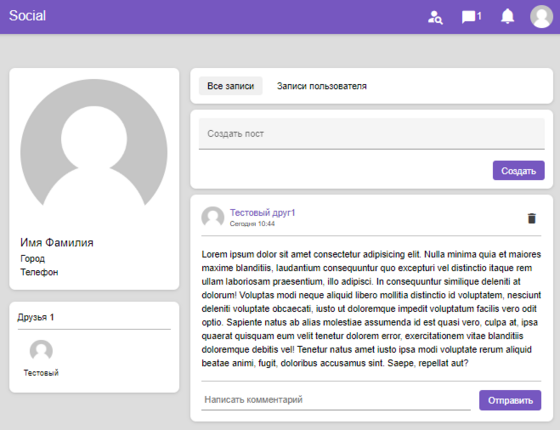 Social
1
Имя Фамилия
Город
Телефон
Друзья 1
Тестовый
Все записи
Записи пользователя
Создать пост
Создать
Тестовый друг1
Сегодня 10:44
Lorem ipsum dolor sit amet consectetur adipisicing elit. Nulla minima quia et maiores
maxime blanditiis, laudantium consequuntur quo excepturi vel distinctio itaque rem
ullam laboriosam praesentium, illo adipisci. In consequuntur similique deleniti at
dolorum! Voluptas modi neque aliquid libero mollitia distinctio id voluptatem, nesciunt
deleniti voluptate obcaecati, iusto ut doloremque impedit voluptatum facilis vero odit
optio. Sapiente natus ab alias molestiae assumenda id est quasi vero, culpa at, ipsa
quaerat quisquam eum velit tenetur dolorem error, exercitationem vitae blanditiis
doloremque debitis vel! Tenetur natus amet iusto ipsa modi voluptate rerum aliquid
beatae animi, fugit, doloribus accusamus sint. Saepe, repellat aut?
Написать комментарий
Отправить